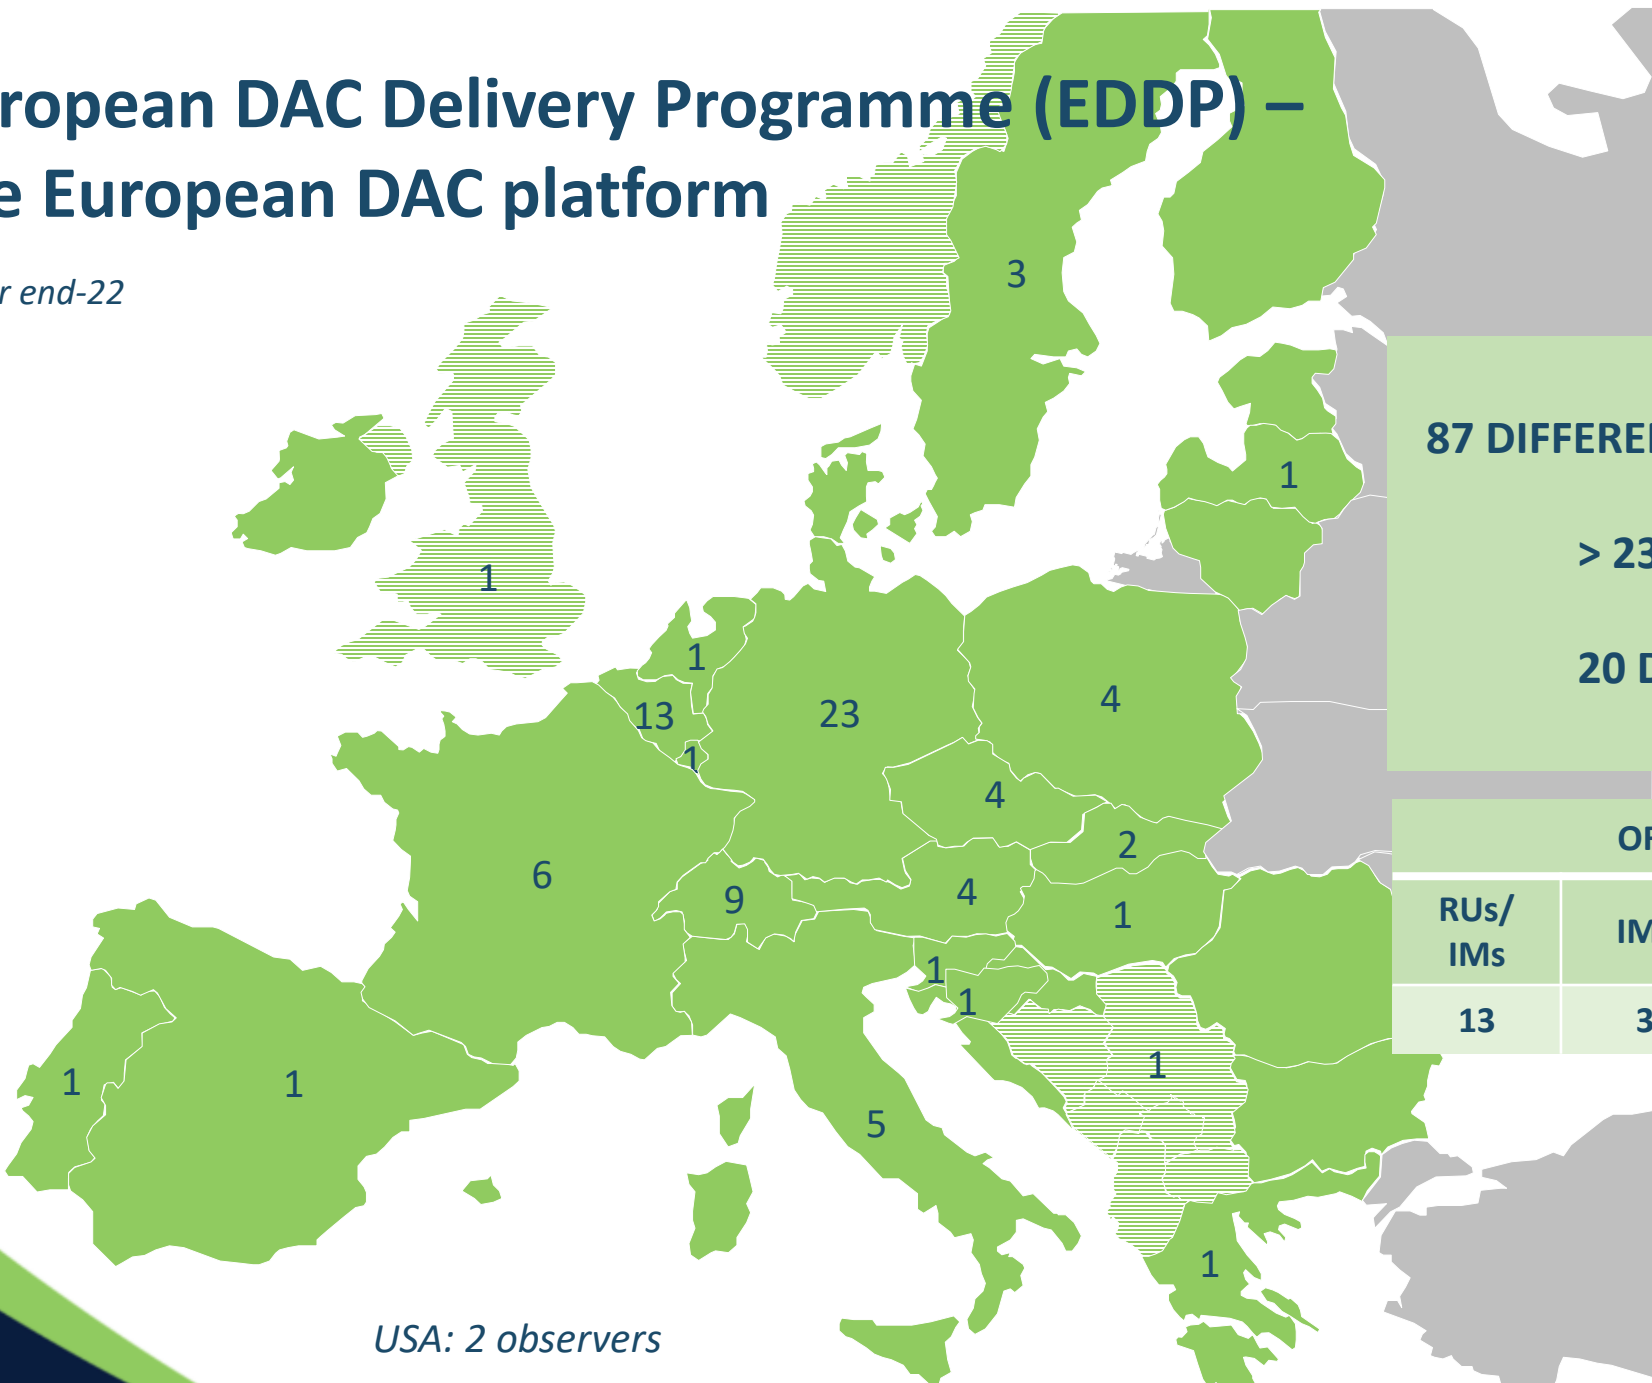 ropean DAC Delivery Programme (EDDP) –
e European DAC platform
r end-22
3
87 DIFFEREN
1
> 23
1
20 D
1
4
13
23
1
4
2
OF
6
9
4
1
RUs/
IMs
IM
1
1
13
3
1
1
1
5
1
USA: 2 observers